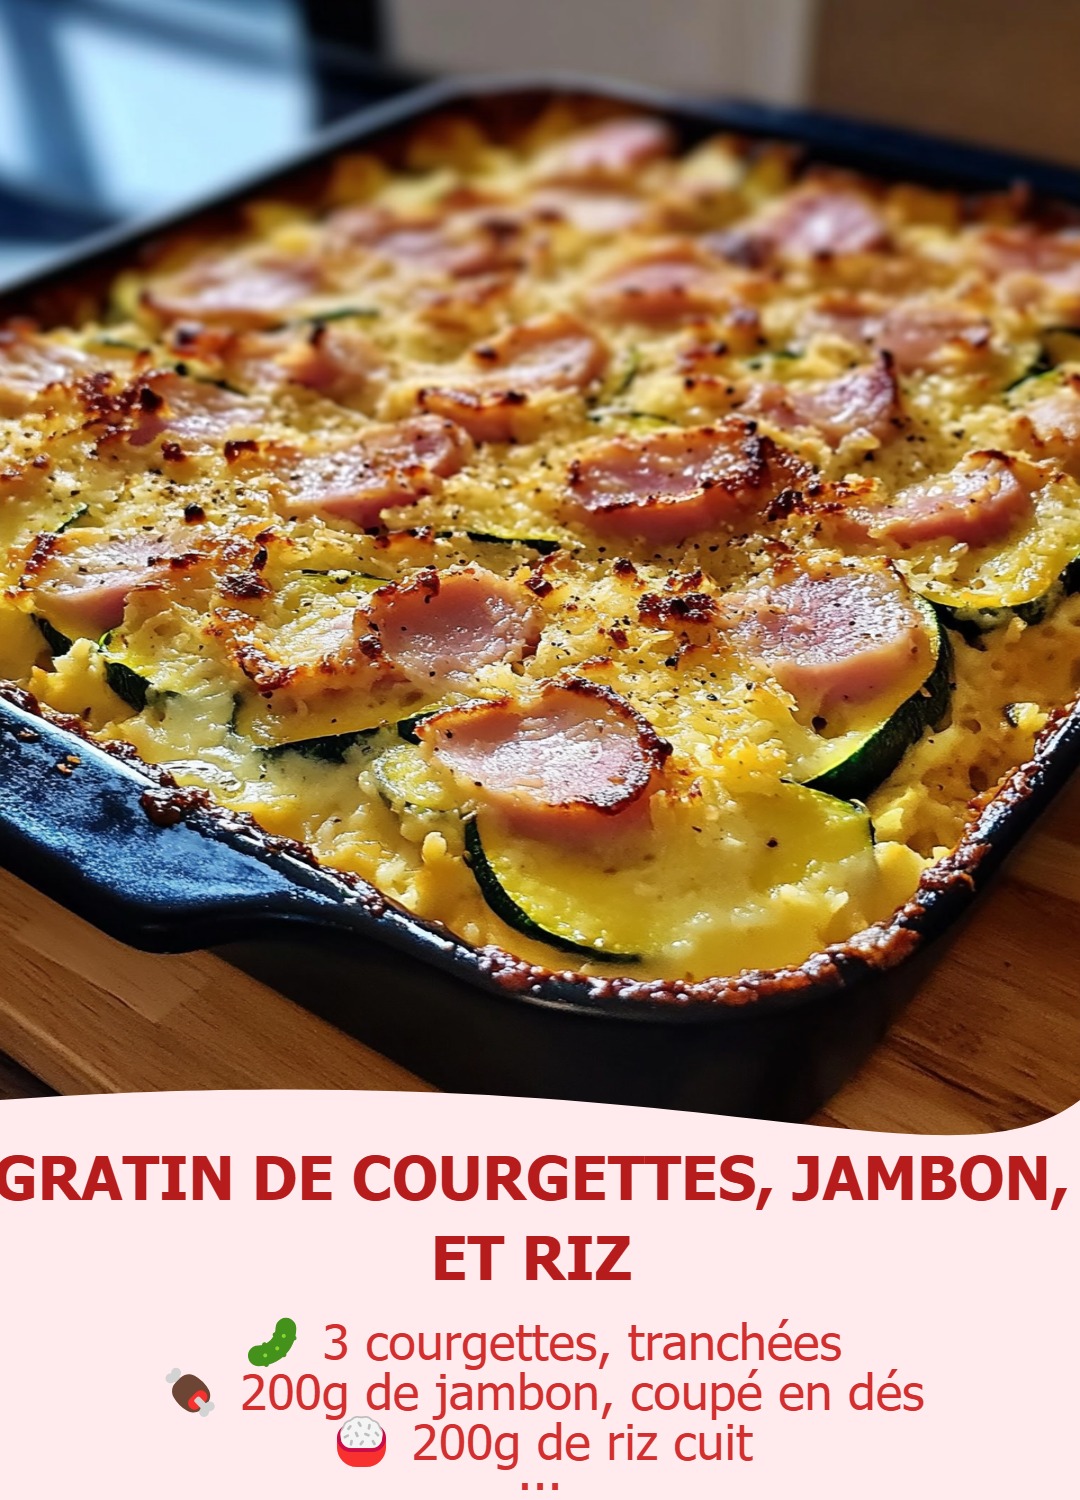 GRATIN DE COURGETTES, JAMBON,
ET RIZ
3 courgettes, tranchées
200g de jambon, coupé en dés
200g de riz cuit
...